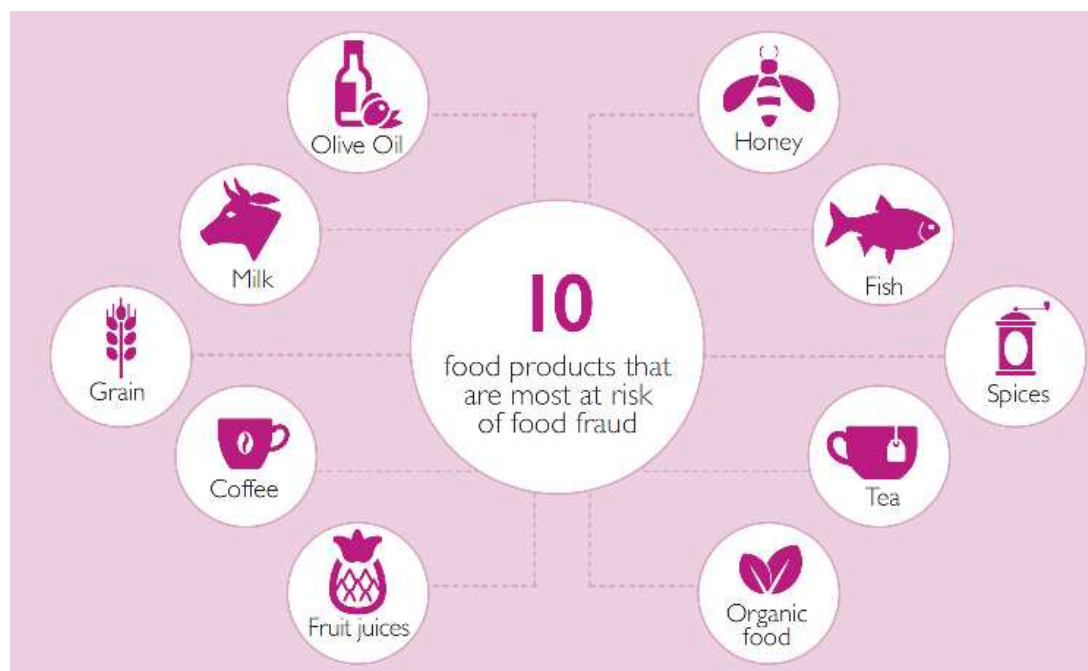 Olive Oil
Honey
Milk
Fish
10
food products that
are most at risk
of food fraud
Grain
Spices
Coffee
Tea
Fruit juices
Organic
food